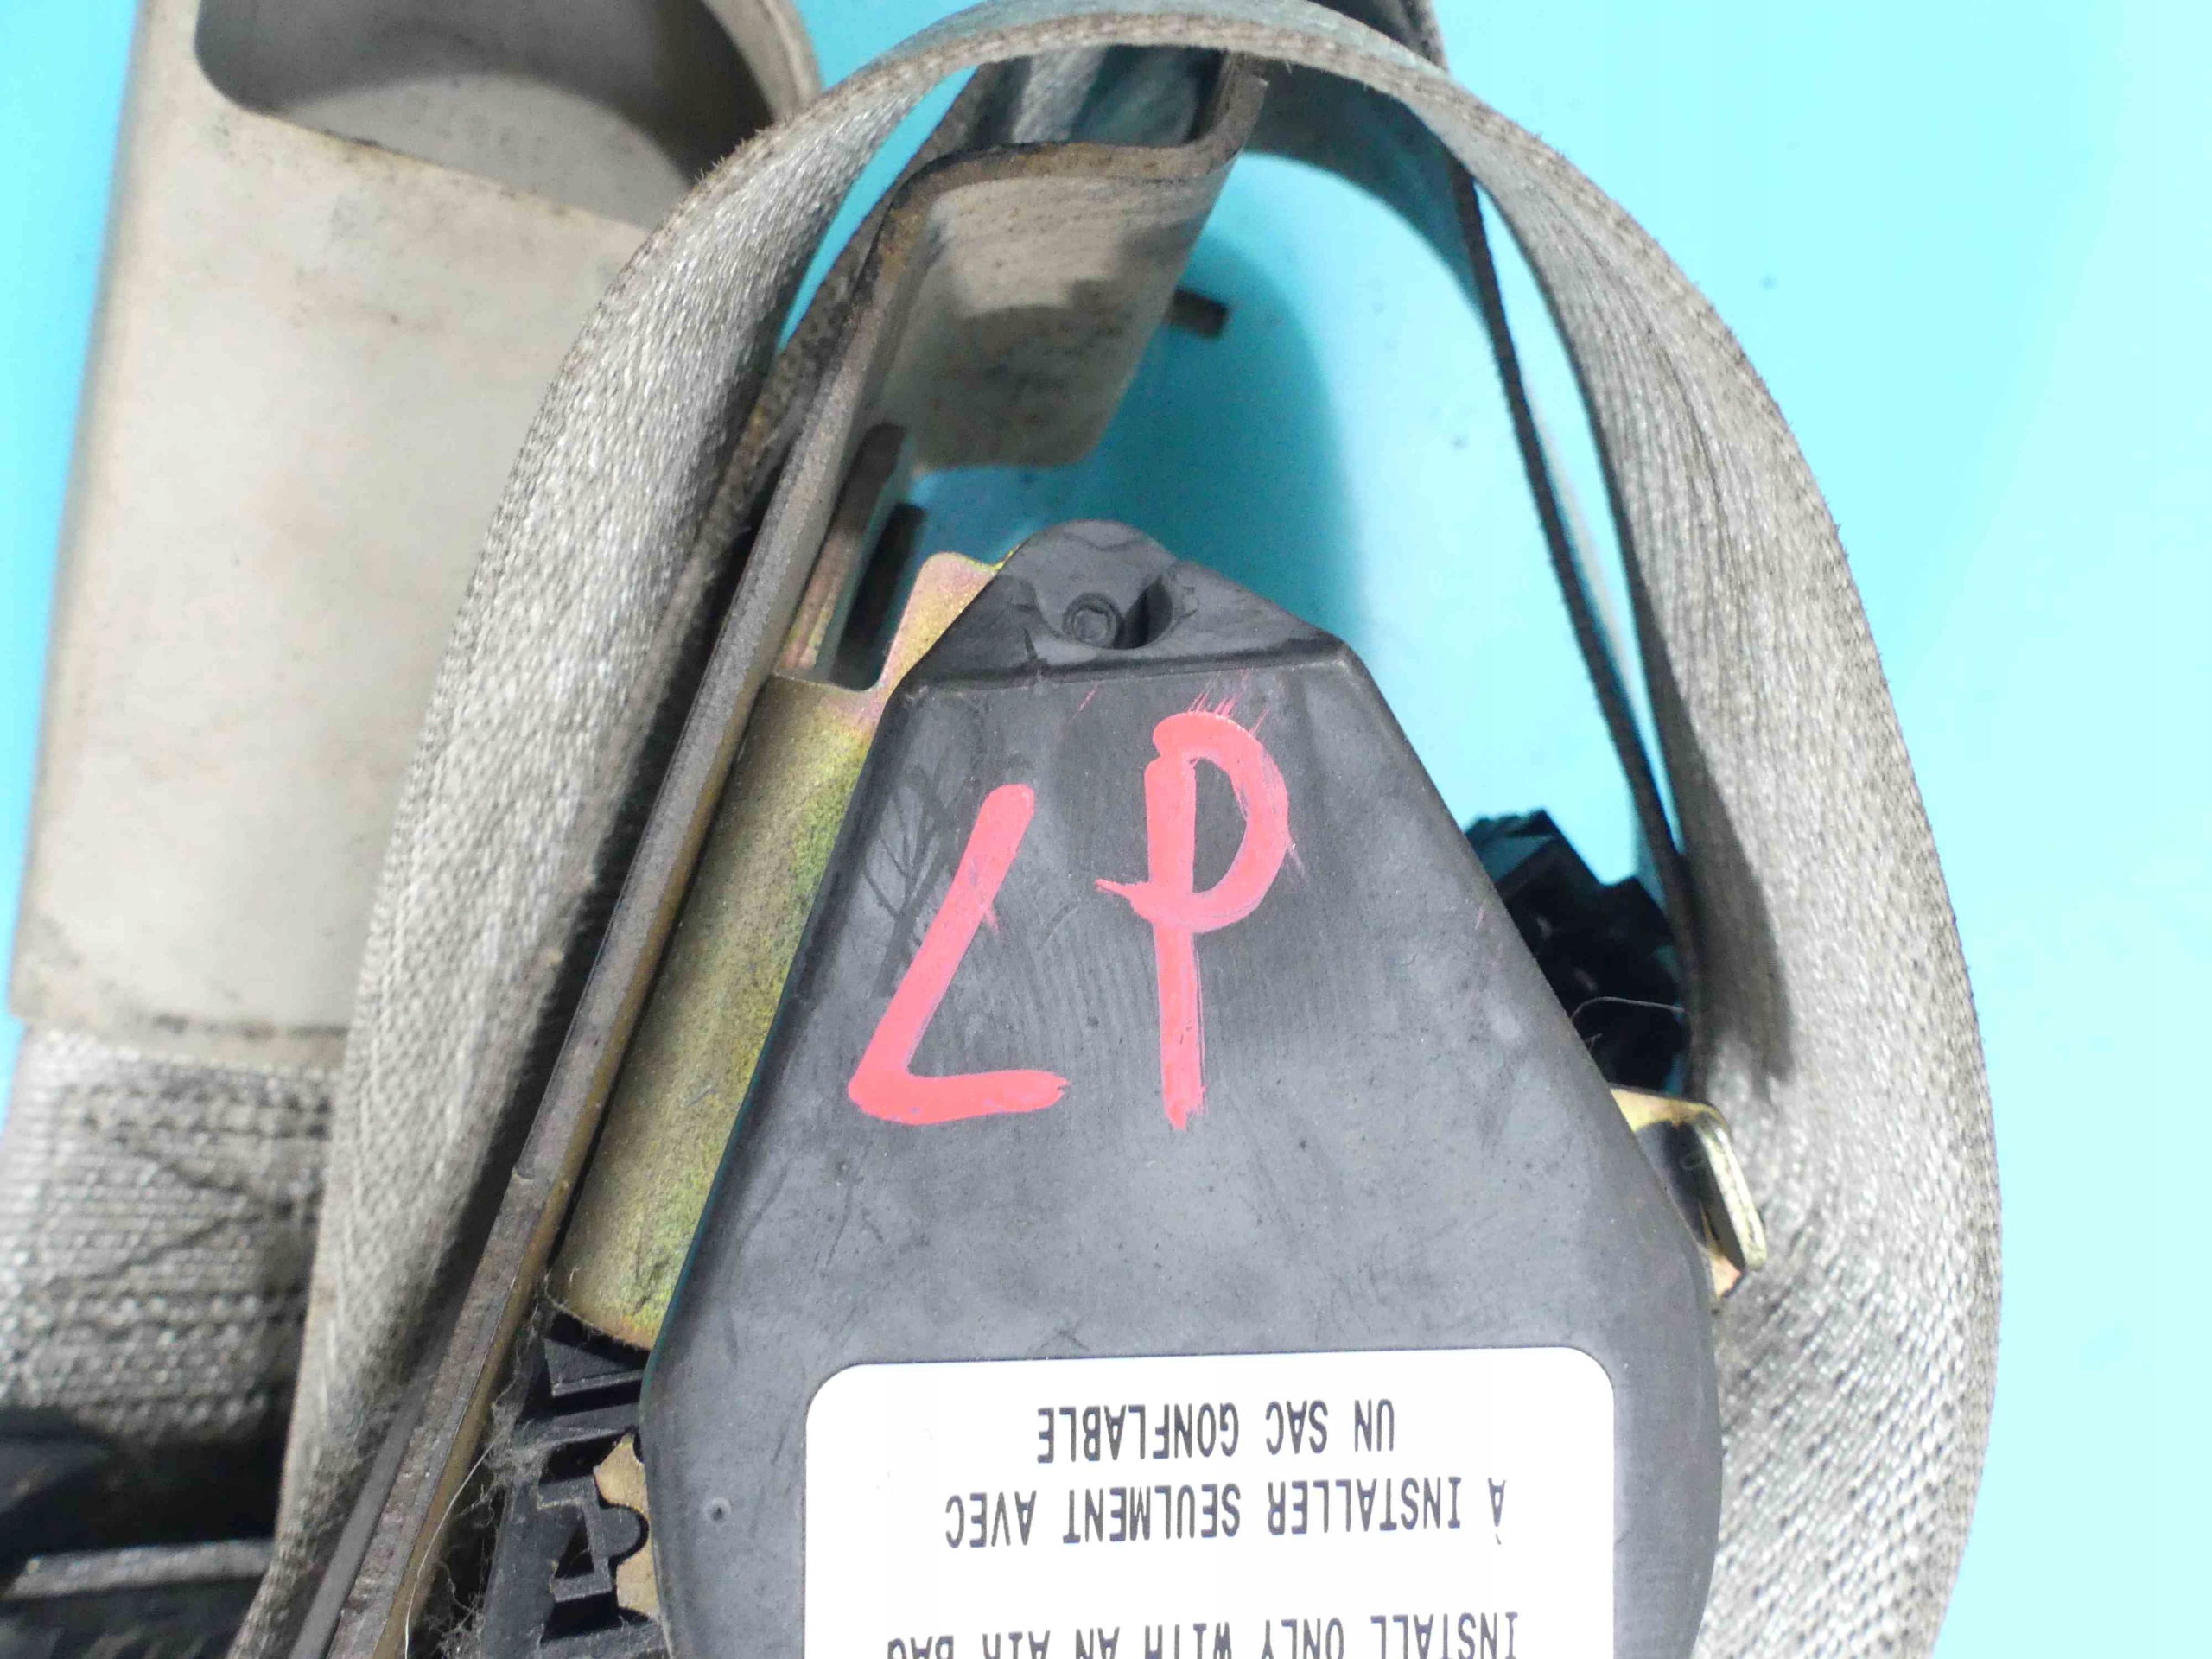 LP
INSTALL ONLY WITH AN AIR BAG
À INSTALLER SEULMENT AVEC
UN SAC GONFLABLE